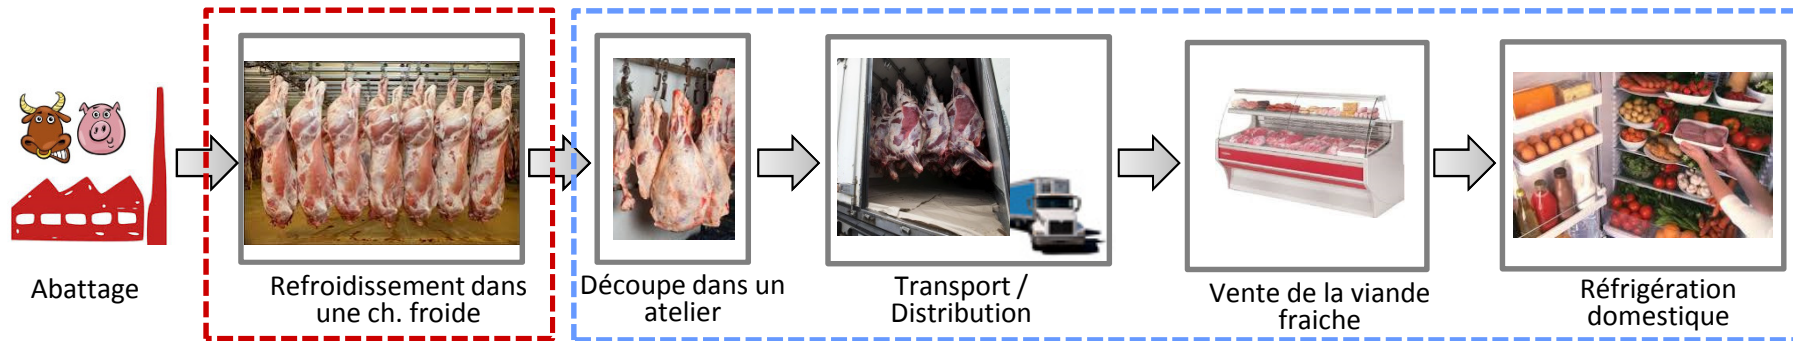 Abattage
Refroidissement dans
une ch. froide
Découpe dans un
atelier
Transport /
Distribution
Vente de la viande
fraiche
Réfrigération
domestique